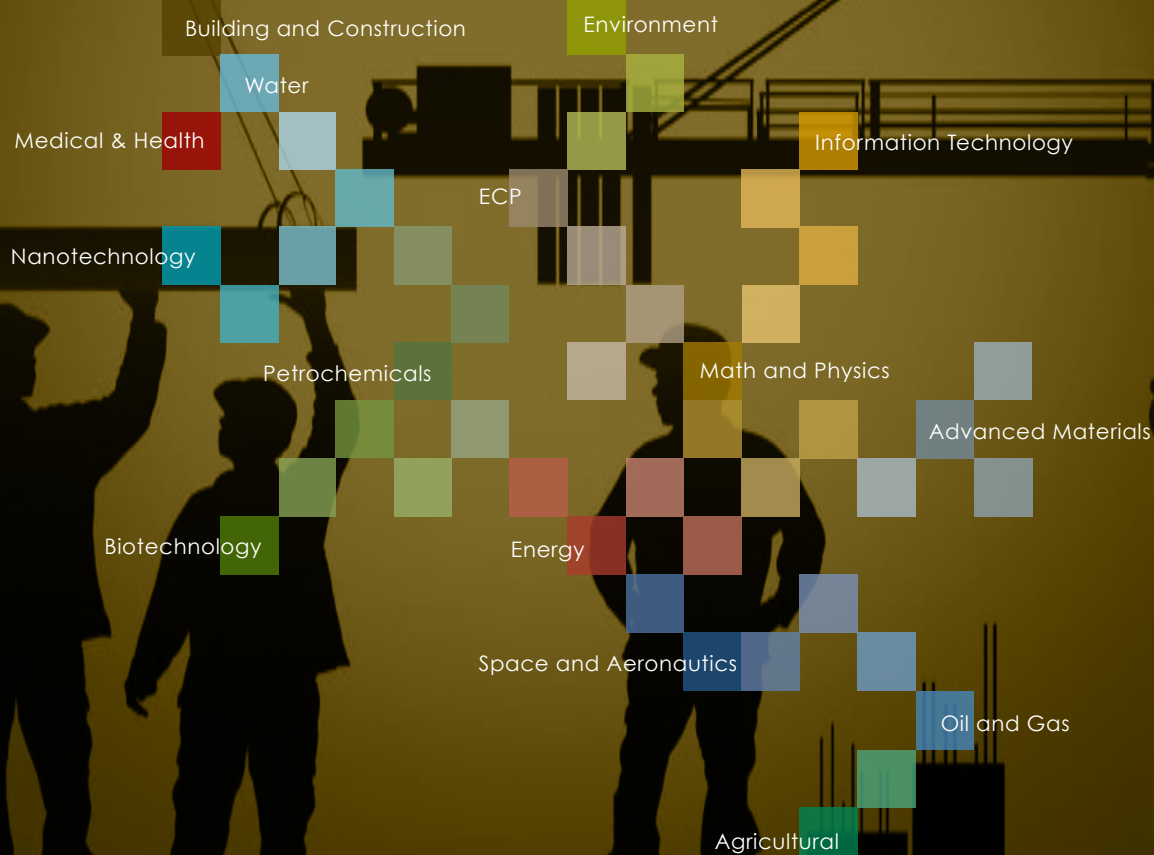 Building and Construction
Environment
Water
Medical & Health
Information Technology
ECP
Nanotechnology
Petrochemicals
Math and Physics
Advanced Materials
Biotechnology
Energy
Space and Aeronautics
Oil and Gas
Agricultural